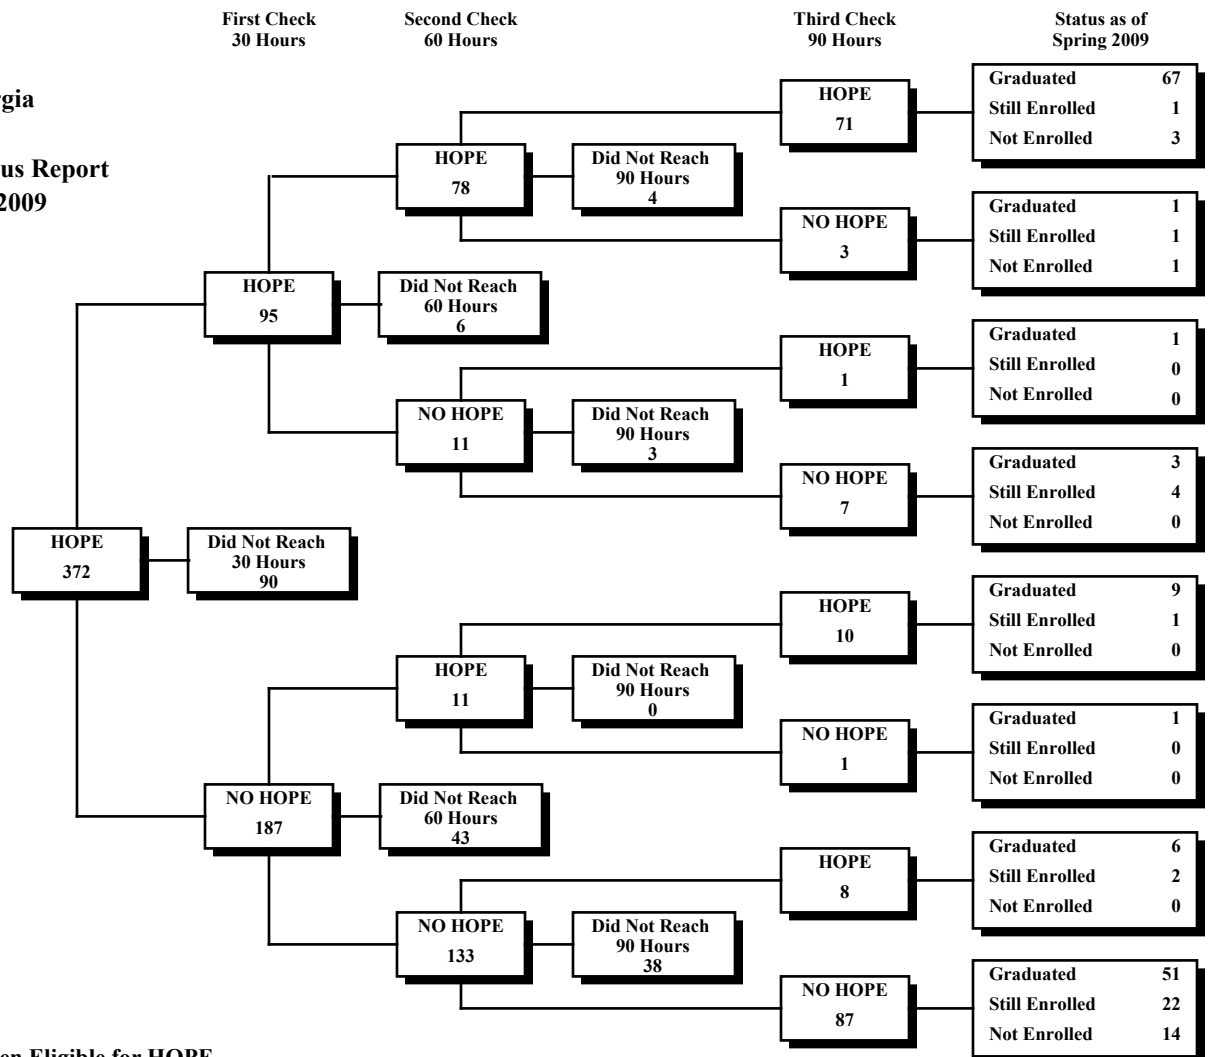 First Check
30 Hours
Second Check
60 Hours
Third Check
90 Hours
Status as of
Spring 2009
us Report
2009
HOPE
71
Graduated 67
Still Enrolled 1
Not Enrolled 3
HOPE
78
Did Not Reach
90 Hours
4
NO HOPE
3
Graduated 1
Still Enrolled 1
Not Enrolled 1
HOPE
95
Did Not Reach
60 Hours
6
HOPE
1
Graduated 1
Still Enrolled 0
Not Enrolled 0
NO HOPE
11
Did Not Reach
90 Hours
3
NO HOPE
7
Graduated 3
Still Enrolled 4
Not Enrolled 0
HOPE
372
Did Not Reach
30 Hours
90
HOPE
10
Graduated 9
Still Enrolled 1
Not Enrolled 0
HOPE
11
Did Not Reach
90 Hours
0
NO HOPE
1
Graduated 1
Still Enrolled 0
Not Enrolled 0
NO HOPE
187
Did Not Reach
60 Hours
43
HOPE
8
Graduated 6
Still Enrolled 2
Not Enrolled 0
NO HOPE
133
Did Not Reach
90 Hours
38
NO HOPE
87
Graduated 51
Still Enrolled 22
Not Enrolled 14
Eligible for HOPE